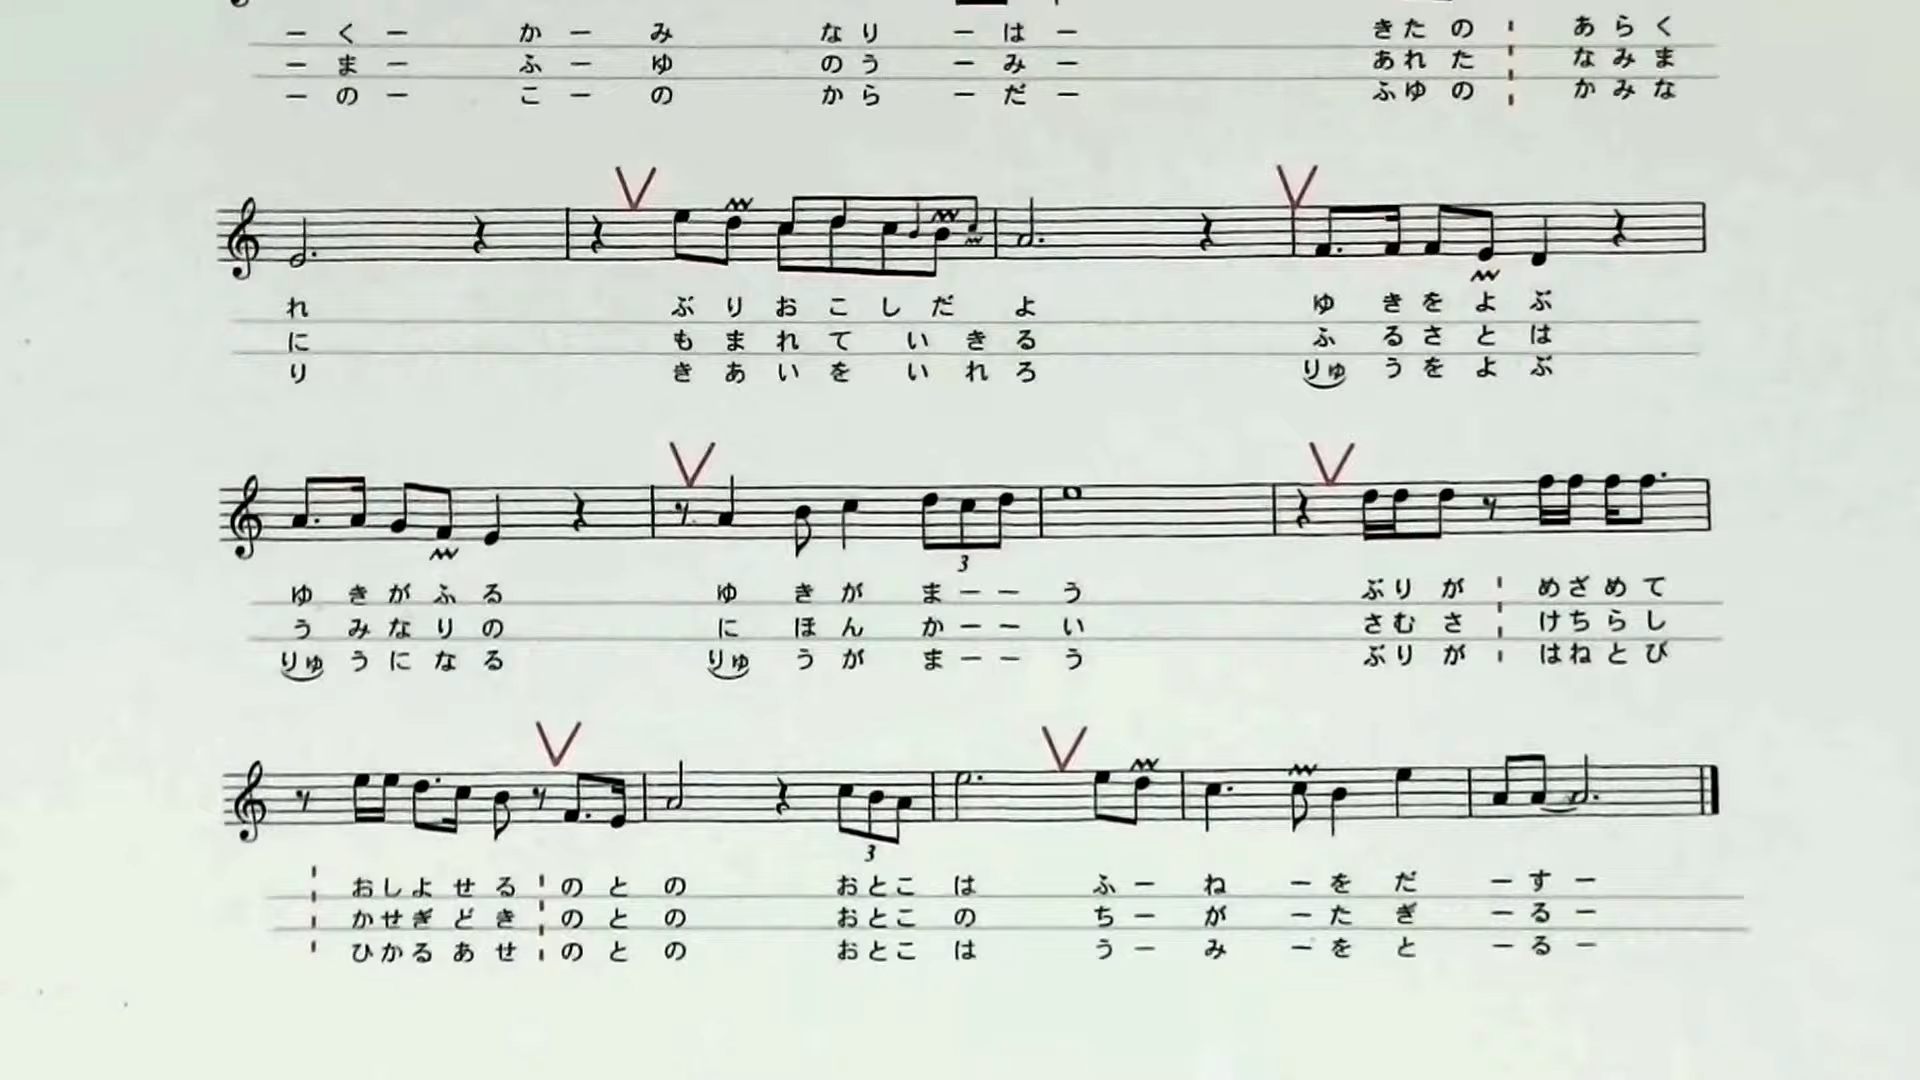 ー く ー か ー み な り ー は ー き た の あ ら く
ー ま ー ふ ー ゆ の う ー み ー あ れ た な み ま
ー の ー こ ー の か ら ー だ ー ふ ゆ の か み な
れ ぶ り お こ し だ よ ゆ き を よ ぶ
に も ま れ て い き る ふ る さ と は
り き あ い を い れ ろ りゅ う を よ ぶ
3
ゆ き が ふ る ゆ き が ま ー ー う ぶ り が め ざ め て
う み な り の に ほ ん か ー ー い さ む さ け ち ら し
りゅ う に な る りゅ う が ま ー ー う ぶ り が は ね と び
3
お し よ せ る の と の お と こ は ふ ー ね ー を だ ー す ー
か せ ぎ ど き の と の お と こ の ち ー が ー た ぎ ー る ー
ひ か る あ せ の と の お と こ は う ー み ー を と ー る ー